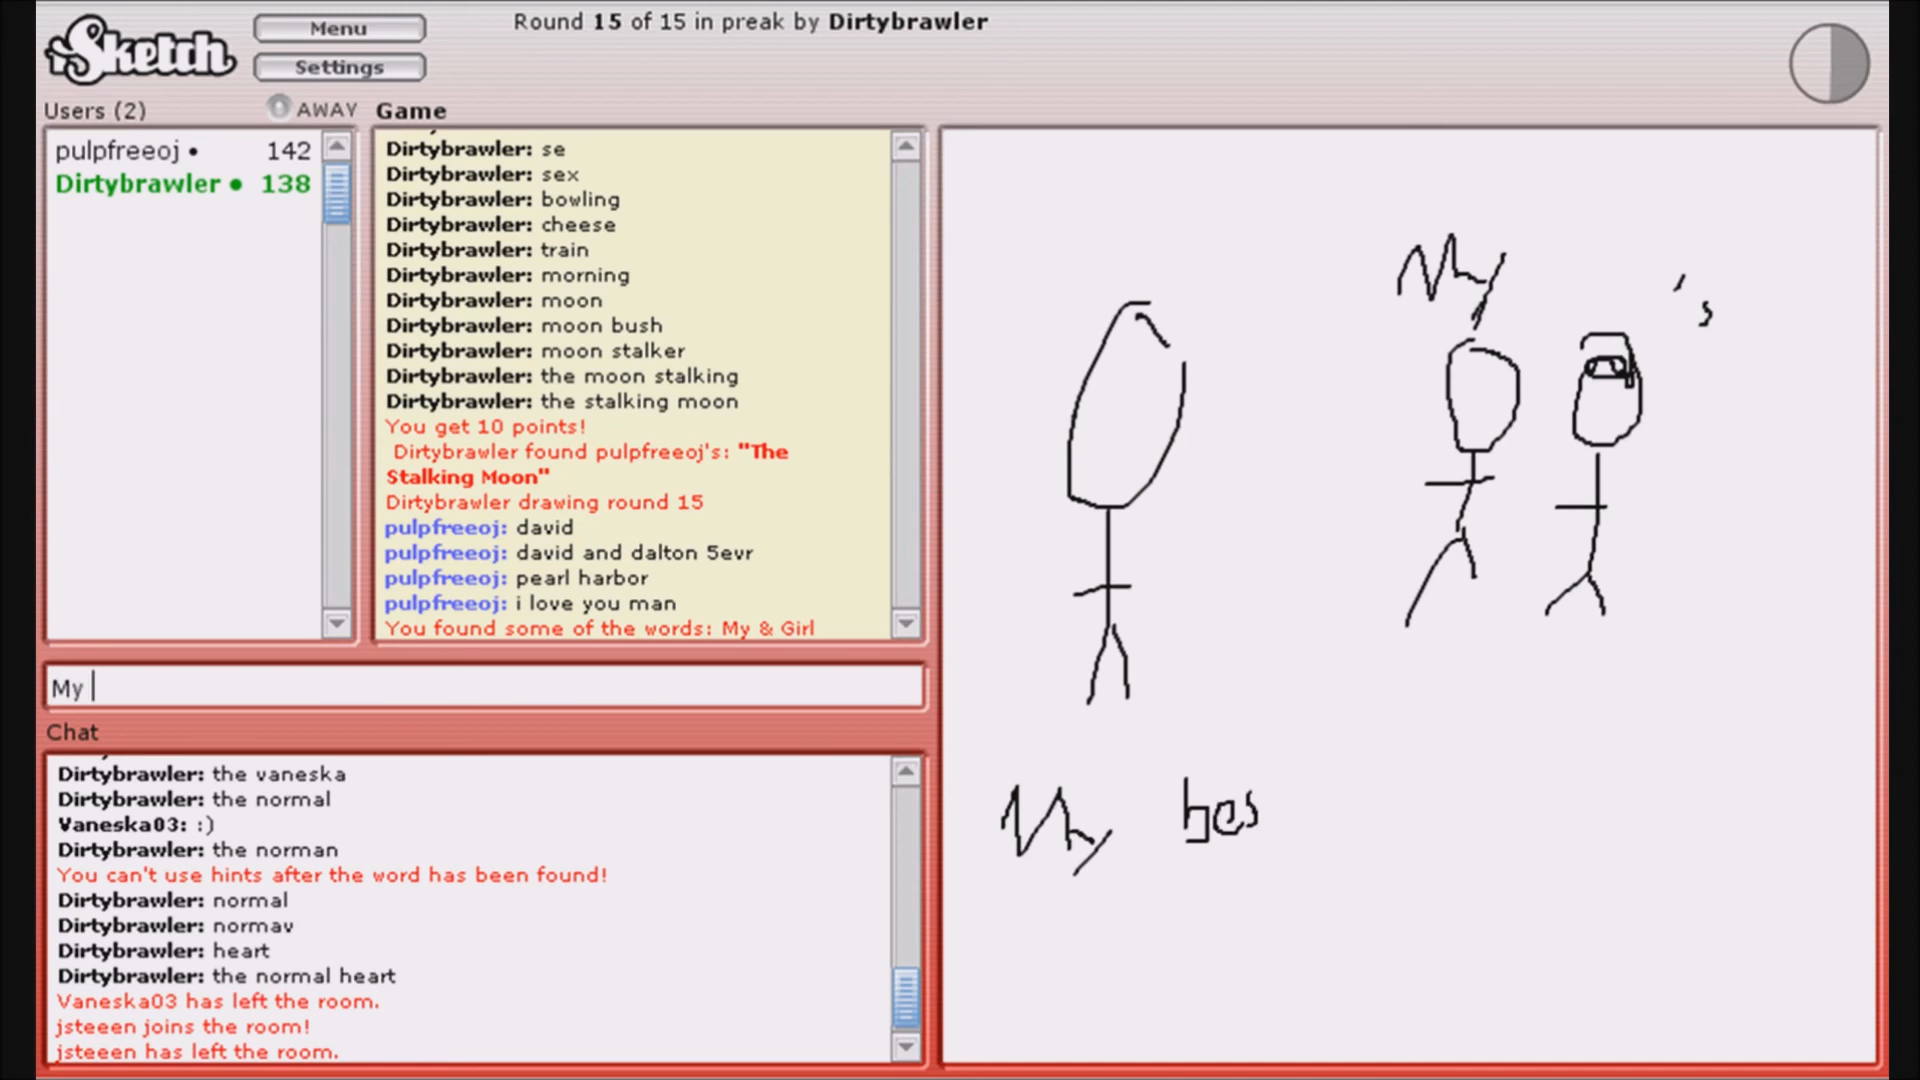 iSketch
Menu
Settings
Round 15 of 15 in preak by Dirtybrawler
Users (2)
AWAY
Game
pulpfreeoj • 142
Dirtybrawler • 138
Dirtybrawler: se
Dirtybrawler: sex
Dirtybrawler: bowling
Dirtybrawler: cheese
Dirtybrawler: train
Dirtybrawler: morning
Dirtybrawler: moon
Dirtybrawler: moon bush
Dirtybrawler: moon stalker
Dirtybrawler: the moon stalking
Dirtybrawler: the stalking moon
You get 10 points!
Dirtybrawler found pulpfreeoj's: "The
Stalking Moon"
Dirtybrawler drawing round 15
pulpfreeoj: david
pulpfreeoj: david and dalton 5evr
pulpfreeoj: pearl harbor
pulpfreeoj: i love you man
You found some of the words: My & Girl
My
Chat
Dirtybrawler: the vaneska
Dirtybrawler: the normal
Vaneska03: :)
Dirtybrawler: the norman
You can't use hints after the word has been found!
Dirtybrawler: normal
Dirtybrawler: normav
Dirtybrawler: heart
Dirtybrawler: the normal heart
Vaneska03 has left the room.
jsteeen joins the room!
jsteeen has left the room.
My
's
My bes